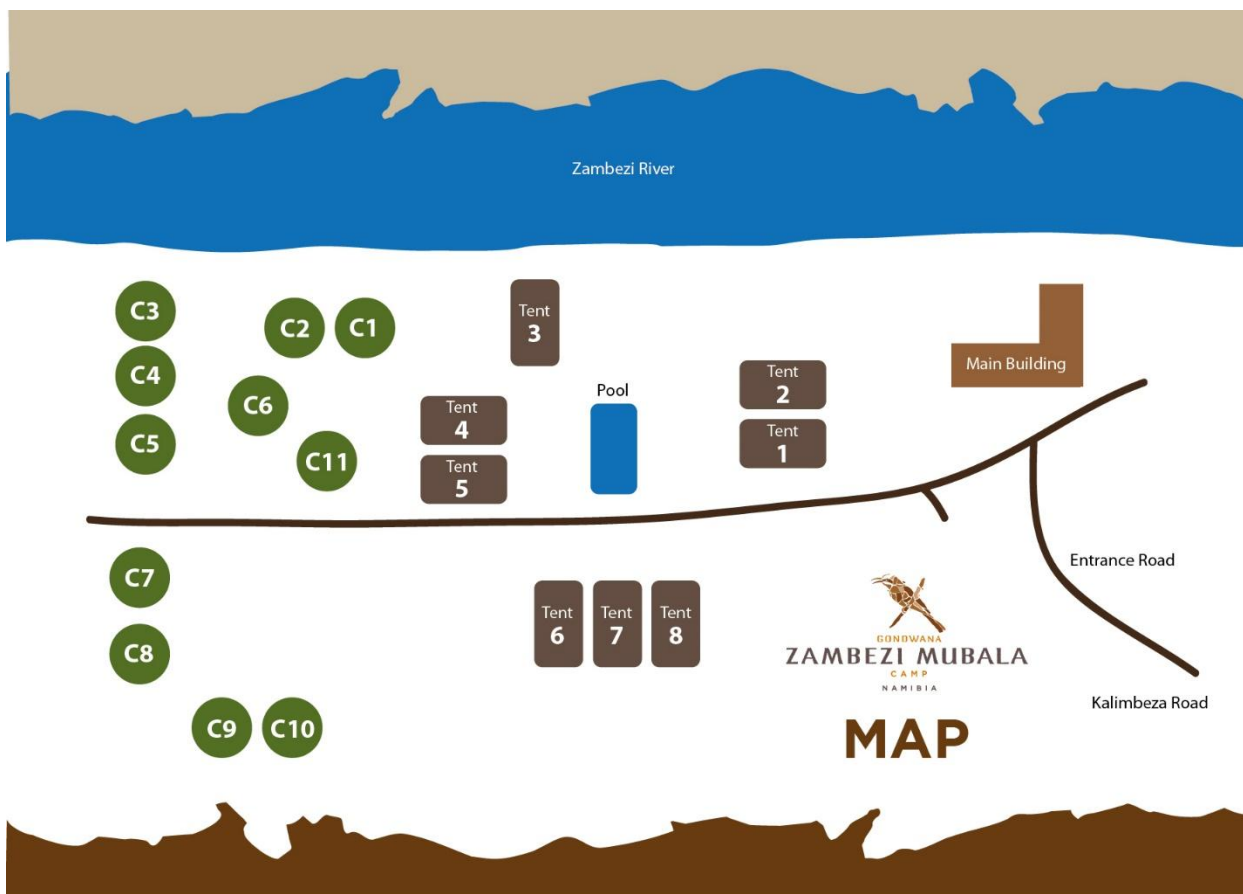 Zambezi River
C3
C2
C1
Tent
3
Main Building
C4
Tent
2
Pool
C6
Tent
4
C5
Tent
1
C11
Tent
5
C7
Entrance Road
Tent
6
Tent
7
Tent
8
GONDWANA
ZAMBEZI MUBALA
CAMP
NAMIBIA
C8
Kalimbeza Road
C9
C10
MAP